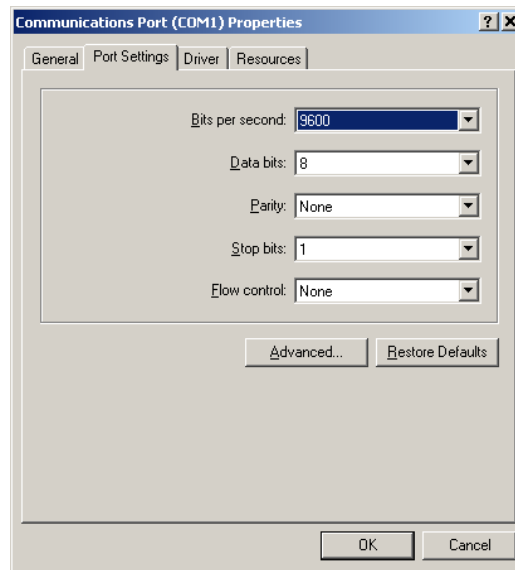 Communications Port (COM1) Properties
General Port Settings Driver Resources
Bits per second: 9600
Data bits: 8
Parity: None
Stop bits: 1
Flow control: None
Advanced... Restore Defaults
OK Cancel